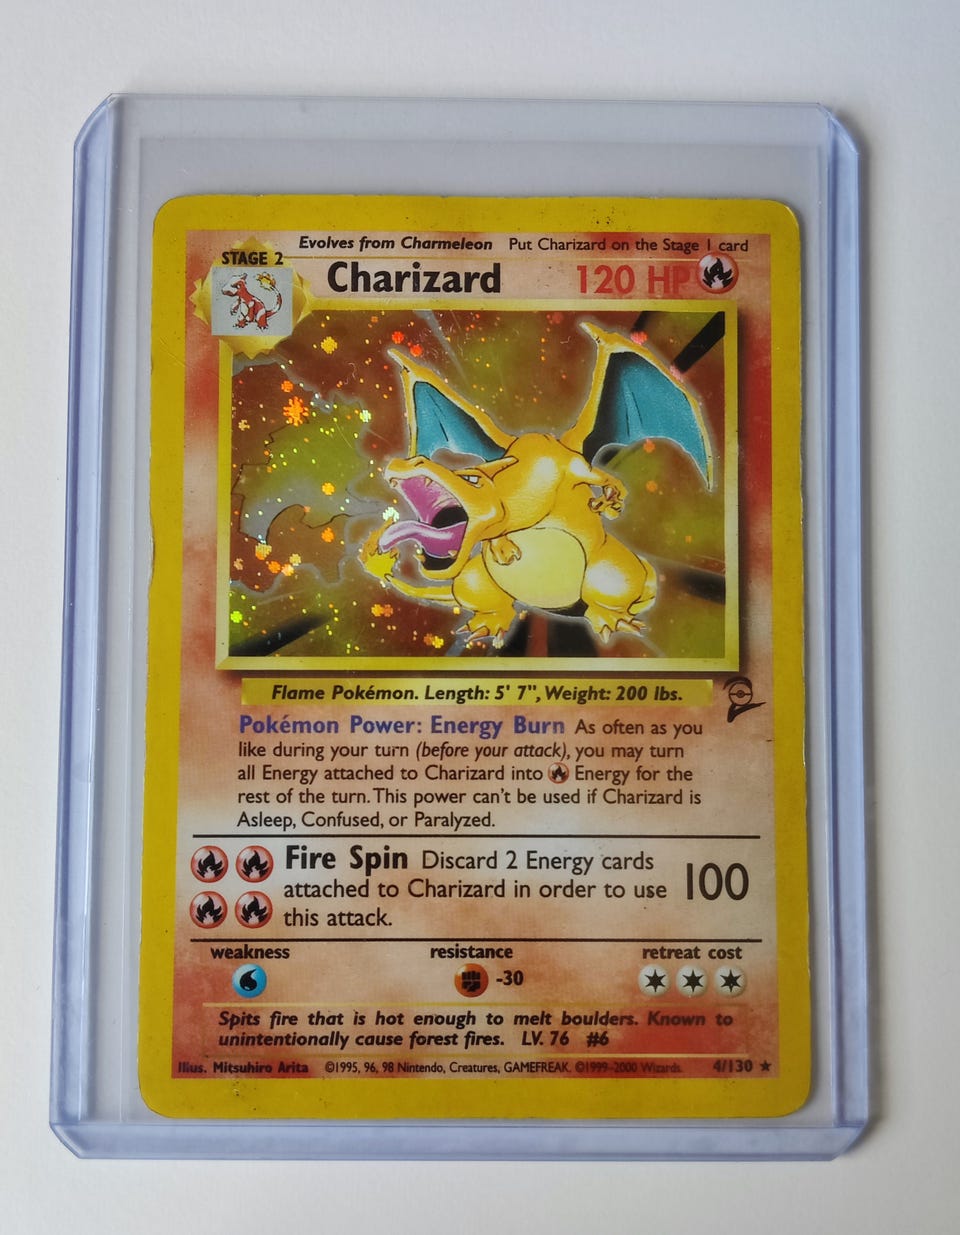 Evolves from Charmeleon Put Charizard on the Stage 1 card
STAGE 2
Charizard 120 HP
Flame Pokémon. Length: 5' 7", Weight: 200 lbs.
Pokémon Power: Energy Burn As often as you
like during your turn (before your attack), you may turn
all Energy attached to Charizard into Energy for the
rest of the turn. This power can't be used if Charizard is
Asleep, Confused, or Paralyzed.
Fire Spin Discard 2 Energy cards
attached to Charizard in order to use 100
this attack.
weakness resistance retreat cost
-30
Spits fire that is hot enough to melt boulders. Known to
unintentionally cause forest fires. LV. 76 #6
Illus. Mitsuhiro Arita ©1995, 96, 98 Nintendo, Creatures, GAMEFREAK. ©1999-2000 Wizards. 4/130 ★